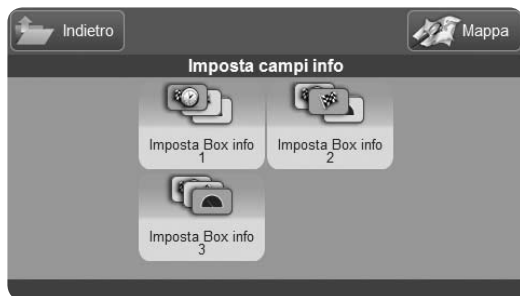 Indietro
Mappa
Imposta campi info
Imposta Box info
1
Imposta Box info
2
Imposta Box info
3